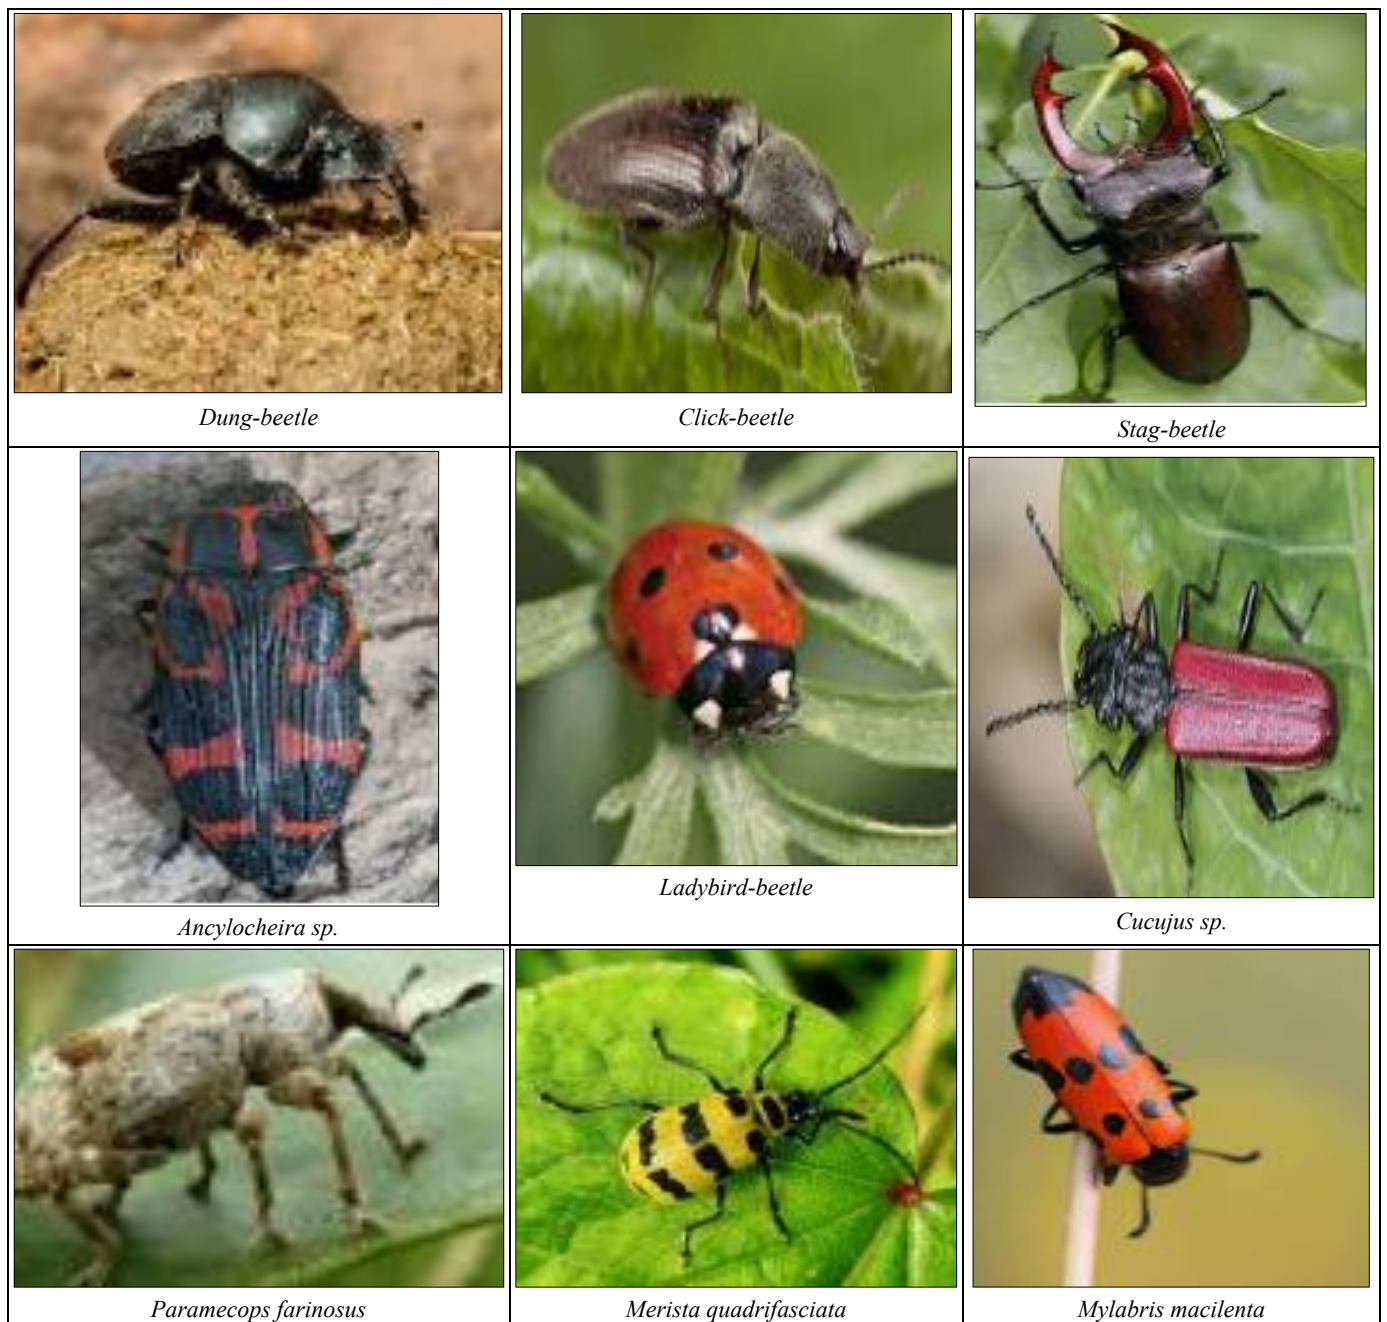 Dung-beetle
Click-beetle
Stag-beetle
Ancylocheira sp.
Ladybird-beetle
Cucujus sp.
Paramecops farinosus
Merista quadrifasciata
Mylabris macilenta